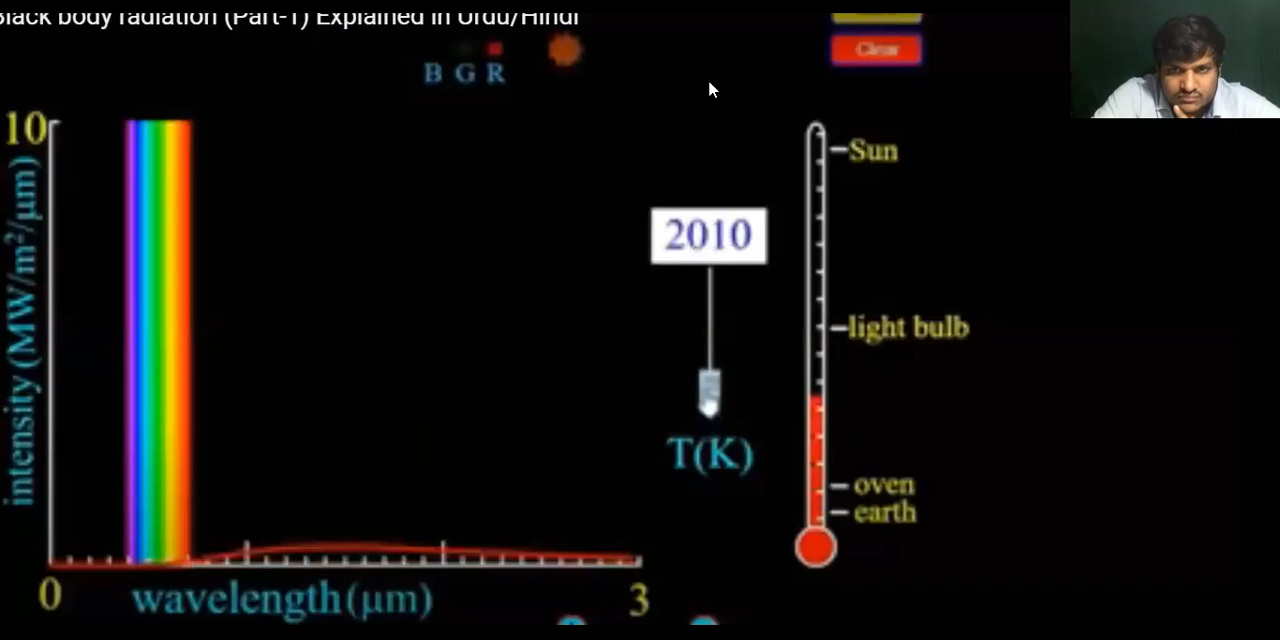 Black body radiation (Part-1) Explained in Urdu/Hindi
Clear
B G R
10
Sun
intensity (MW/m²/μm)
2010
light bulb
T(K)
oven
earth
0
wavelength (μm)
3